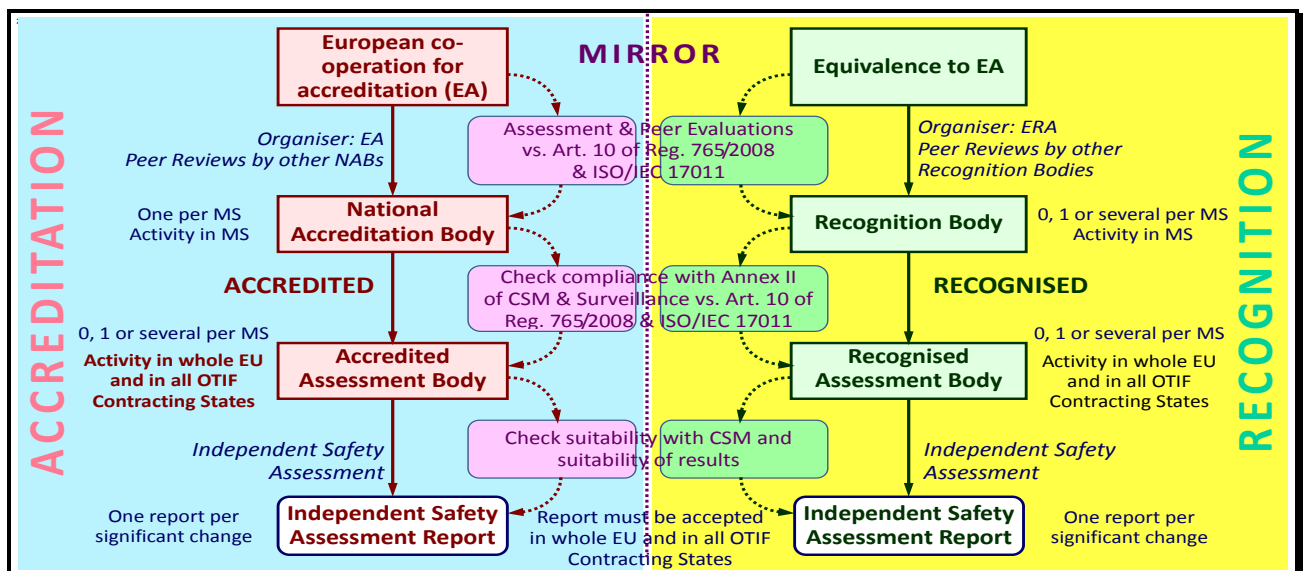 MIRROR
ACCREDITATION
European co-
operation for
accreditation (EA)
Organiser: EA
Peer Reviews by other NABs
One per MS
Activity in MS
National
Accreditation Body
ACCREDITED
0, 1 or several per MS
Activity in whole EU
and in all OTIF
Contracting States
Accredited
Assessment Body
Independent Safety
Assessment
One report per
significant change
Independent Safety
Assessment Report
Assessment & Peer Evaluations
vs. Art. 10 of Reg. 765/2008
& ISO/IEC 17011
Check compliance with Annex II
of CSM & Surveillance vs. Art. 10 of
Reg. 765/2008 & ISO/IEC 17011
Check suitability with CSM and
suitability of results
Report must be accepted
in whole EU and in all OTIF
Contracting States
Equivalence to EA
Organiser: ERA
Peer Reviews by other
Recognition Bodies
Recognition Body
0, 1 or several per MS
Activity in MS
RECOGNISED
0, 1 or several per MS
Recognised
Assessment Body
Activity in whole EU
and in all OTIF
Contracting States
Independent Safety
Assessment
Independent Safety
Assessment Report
One report per
significant change
RECOGNITION